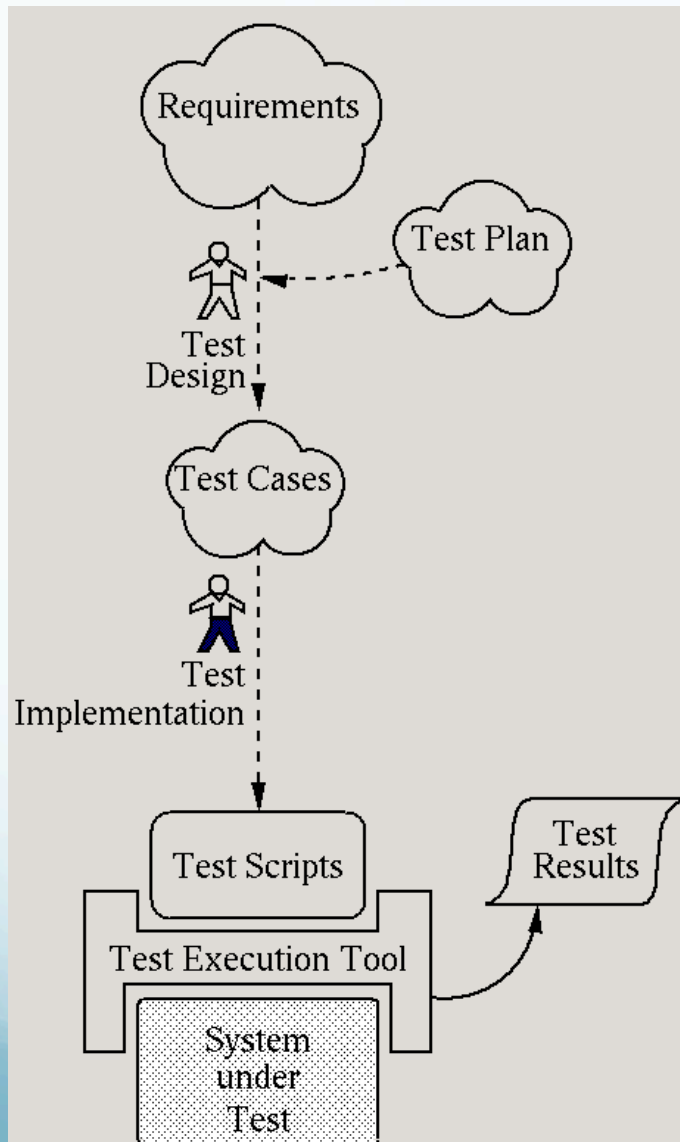 Requirements
Test Plan
Test
Design
Test Cases
Test
Implementation
Test Scripts
Test
Results
Test Execution Tool
System
under
Test